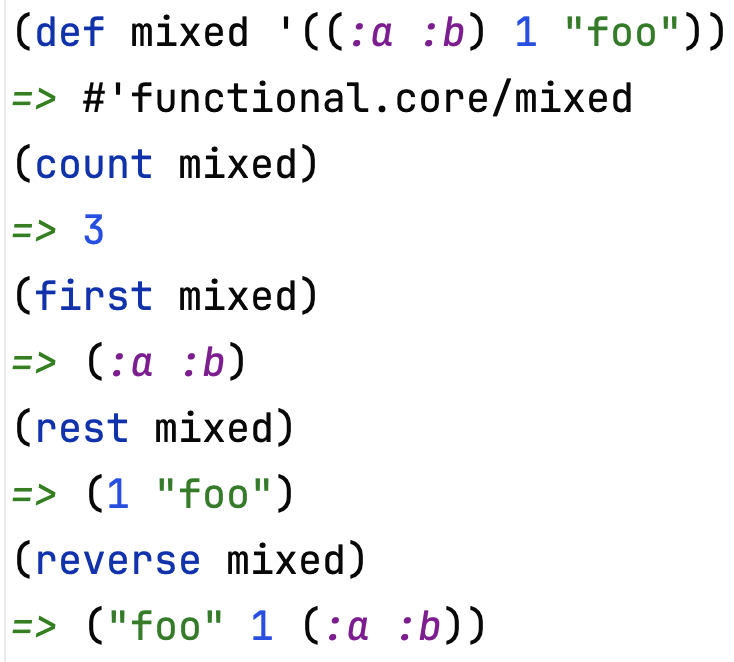 (def mixed '((:a :b) 1 "foo"))
=> #'functional.core/mixed
(count mixed)
=> 3
(first mixed)
=> (:a :b)
(rest mixed)
=> (1 "foo")
(reverse mixed)
=> ("foo" 1 (:a :b))